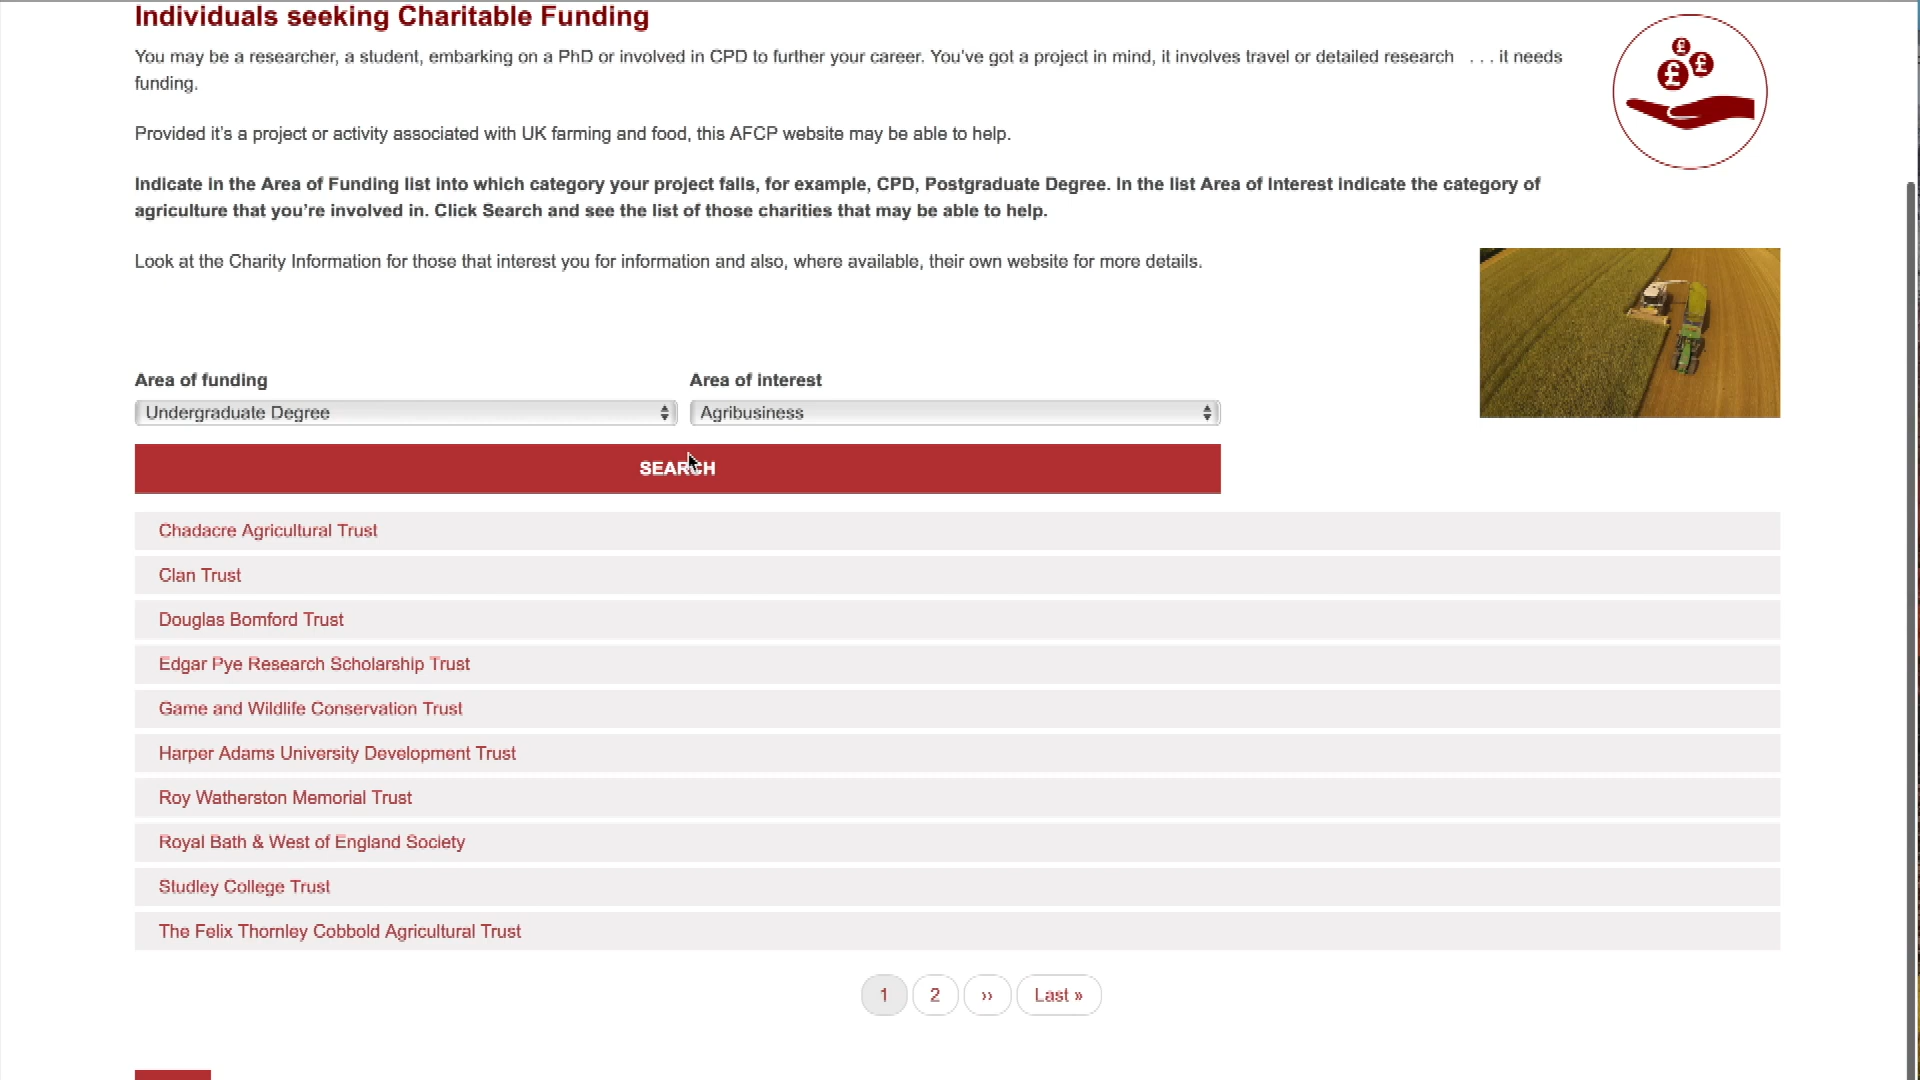 Individuals seeking Charitable Funding
You may be a researcher, a student, embarking on a PhD or involved in CPD to further your career. You've got a project in mind, it involves travel or detailed research . . . it needs
funding.
Provided it's a project or activity associated with UK farming and food, this AFCP website may be able to help.
Indicate in the Area of Funding list into which category your project falls, for example, CPD, Postgraduate Degree. In the list Area of Interest indicate the category of
agriculture that you're involved in. Click Search and see the list of those charities that may be able to help.
Look at the Charity Information for those that interest you for information and also, where available, their own website for more details.
£
£ £
Area of funding Area of interest
Undergraduate Degree Agribusiness
SEARCH
Chadacre Agricultural Trust
Clan Trust
Douglas Bomford Trust
Edgar Pye Research Scholarship Trust
Game and Wildlife Conservation Trust
Harper Adams University Development Trust
Roy Watherston Memorial Trust
Royal Bath & West of England Society
Studley College Trust
The Felix Thornley Cobbold Agricultural Trust
1 2 ›› Last »